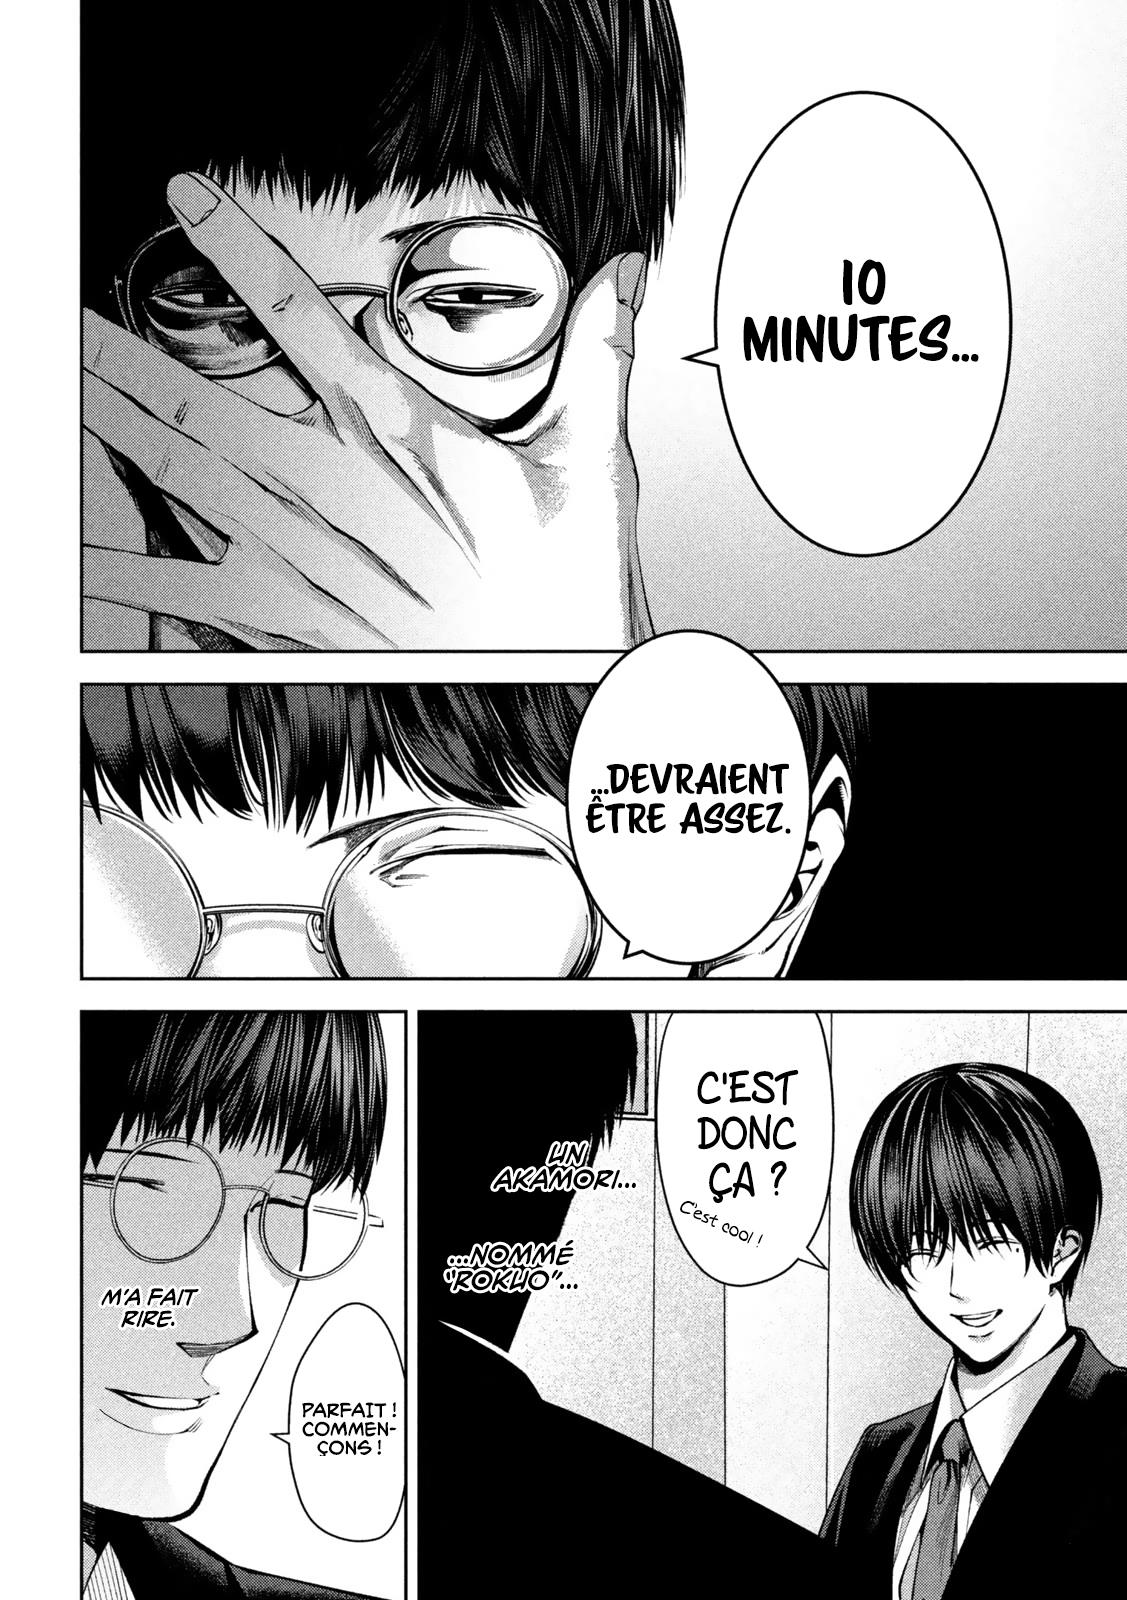 10
MINUTES...
...DEVRAIENT
ÊTRE ASSEZ.
C'EST
DONC
ÇA ?
C'est cool !
UN
AKAMORI...
...NOMMÉ
"ROKUO"...
M'A FAIT
RIRE.
PARFAIT !
COMMEN-
ÇONS !